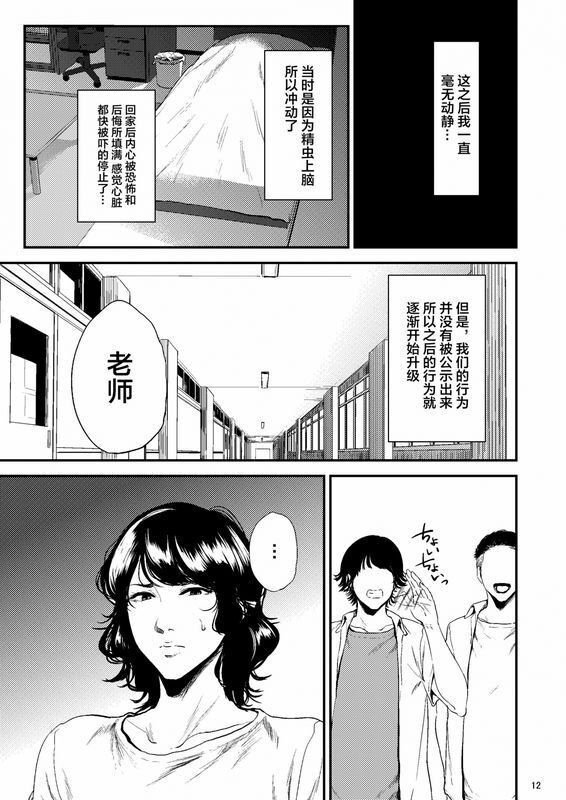 这之后我一直
毫无动静…
当时是因为精虫上脑
所以冲动了
回家后内心被恐怖和
后悔所填满 感觉心脏
都快被吓的停止了…
但是，我们的行为
并没有被公示出来
所以之后的行为就
逐渐开始升级
老师
ちょい
ちょい
…
12